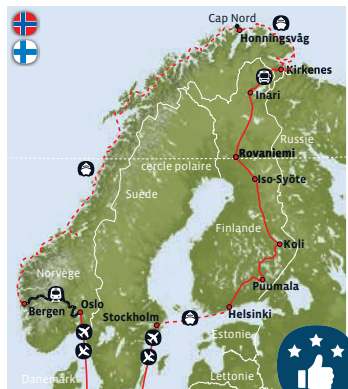 Cap Nord
Honningsvåg
Kirkenes
Inari
Russie
Rovaniemi
cercle polaire
Iso-Syöte
Suède
Finlande
Koli
Norvège
Puumala
Bergen
Oslo
Stockholm
Helsinki
Estonie
Danemark
Lettonie